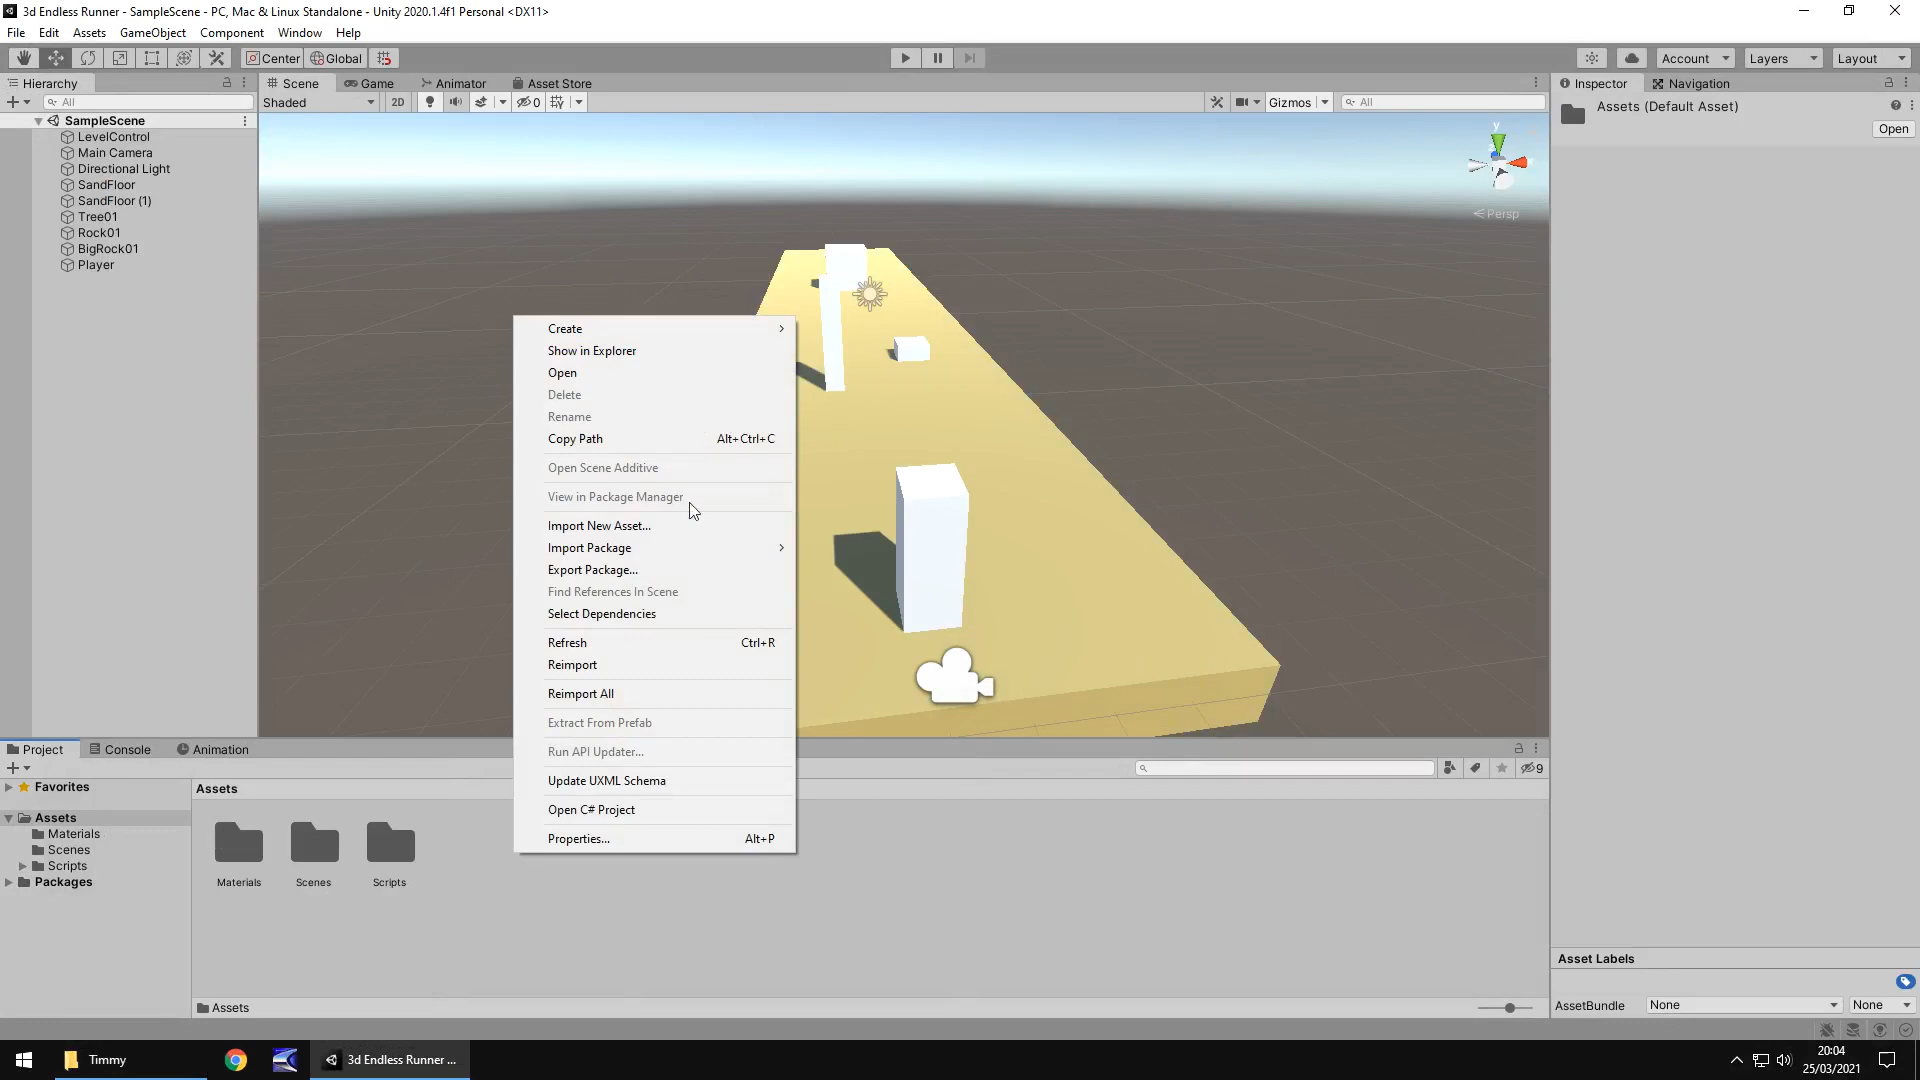 3d Endless Runner - SampleScene - PC, Mac & Linux Standalone - Unity 2020.1.4f1 Personal <DX11>
File Edit Assets GameObject Component Window Help
Center Global Account Layers Layout
Hierarchy
All
SampleScene
LevelControl
Main Camera
Directional Light
SandFloor
SandFloor (1)
Tree01
Rock01
BigRock01
Player
Scene Game Animator Asset Store
Shaded 2D 0 Gizmos All
y
Persp
Create
Show in Explorer
Open
Delete
Rename
Copy Path Alt+Ctrl+C
Open Scene Additive
View in Package Manager
Import New Asset...
Import Package
Export Package...
Find References In Scene
Select Dependencies
Refresh Ctrl+R
Reimport
Reimport All
Extract From Prefab
Run API Updater...
Update UXML Schema
Open C# Project
Properties... Alt+P
Inspector Navigation
Assets (Default Asset)
Open
Project Console Animation
9
Favorites
Assets
Materials
Scenes
Scripts
Packages
Assets
Materials Scenes Scripts
Assets
Asset Labels
AssetBundle None None
Timmy
3d Endless Runner ...
20:04
25/03/2021